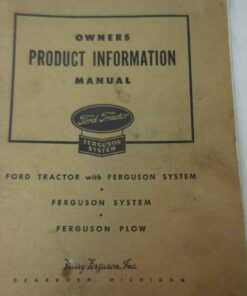 OWNERS
PRODUCT INFORMATION
MANUAL
Ford Tractor
FERGUSON
SYSTEM
FORD TRACTOR with FERGUSON SYSTEM
•
FERGUSON SYSTEM
•
FERGUSON PLOW
Harry Ferguson, Inc.
DEARBORN, MICHIGAN